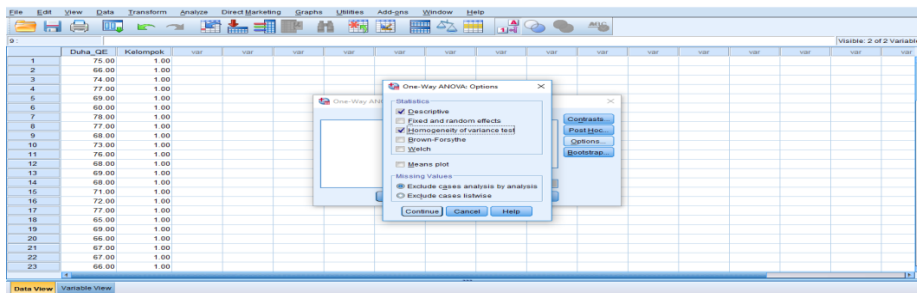 File Edit View Data Transform Analyze Direct Marketing Graphs Utilities Add-ons Window Help
Visible: 2 of 2 Variable
Duha_QE Kelompok var var var var var var var var var var var var var
1 75.00 1.00
2 66.00 1.00
3 74.00 1.00
4 77.00 1.00
5 69.00 1.00
6 60.00 1.00
7 78.00 1.00
8 77.00 1.00
9 68.00 1.00
10 73.00 1.00
11 76.00 1.00
12 68.00 1.00
13 69.00 1.00
14 68.00 1.00
15 71.00 1.00
16 72.00 1.00
17 77.00 1.00
18 65.00 1.00
19 69.00 1.00
20 66.00 1.00
21 67.00 1.00
22 67.00 1.00
23 66.00 1.00
One-Way AN
Contrasts...
Post Hoc...
Options...
Bootstrap...
One-Way ANOVA: Options
Statistics
Descriptive
Fixed and random effects
Homogeneity of variance test
Brown-Forsythe
Welch
Means plot
Missing Values
Exclude cases analysis by analysis
Exclude cases listwise
Continue Cancel Help
Data View Variable View